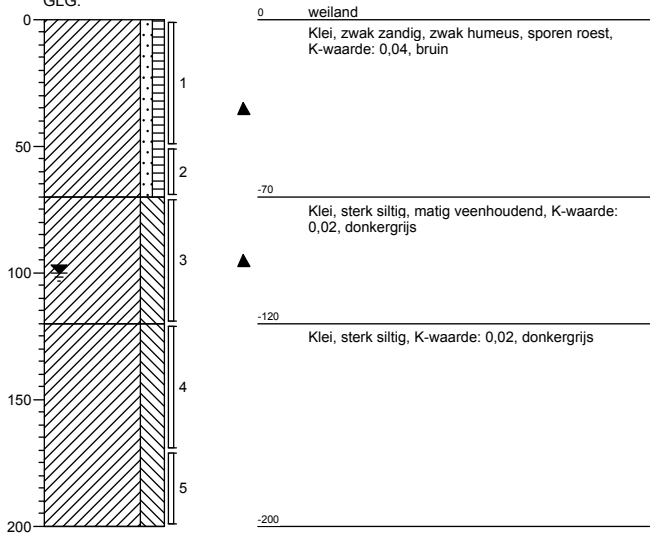 GLG:
0
50
100
150
200
1
2
3
4
5
0 weiland
Klei, zwak zandig, zwak humeus, sporen roest,
K-waarde: 0,04, bruin
-70
Klei, sterk siltig, matig veenhoudend, K-waarde:
0,02, donkergrijs
-120
Klei, sterk siltig, K-waarde: 0,02, donkergrijs
-200